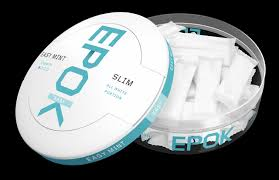 EASY MINT
EPOK
SLIM
ALL WHITE
PORTION
EASY MINT
EPOK